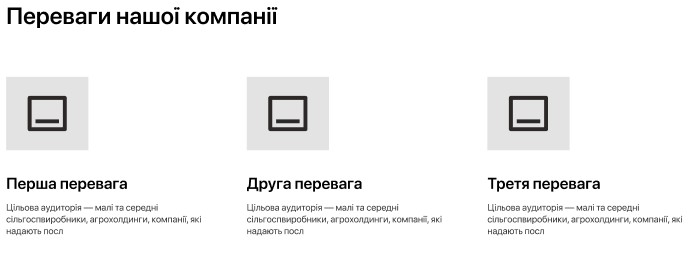 Переваги нашої компанії
Перша перевага
Цільова аудиторія — малі та середні
сільгоспвиробники, агрохолдинги, компанії, які
надають посл
Друга перевага
Цільова аудиторія — малі та середні
сільгоспвиробники, агрохолдинги, компанії, які
надають посл
Третя перевага
Цільова аудиторія — малі та середні
сільгоспвиробники, агрохолдинги, компанії, які
надають посл